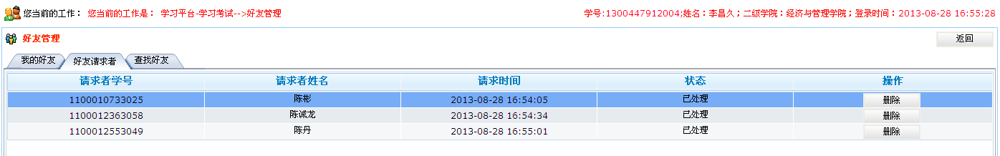 您当前的工作： 您当前的工作是： 学习平台-学习考试-->好友管理 学号:1300447912004;姓名：李昌久；二级学院：经济与管理学院；登录时间：2013-08-28 16:55:28
好友管理 返回
我的好友 好友请求者 查找好友
请求者学号 请求者姓名 请求时间 状态 操作
1100010733025 陈彬 2013-08-28 16:54:05 已处理 删除
1100012363058 陈诚龙 2013-08-28 16:54:34 已处理 删除
1100012553049 陈丹 2013-08-28 16:55:01 已处理 删除